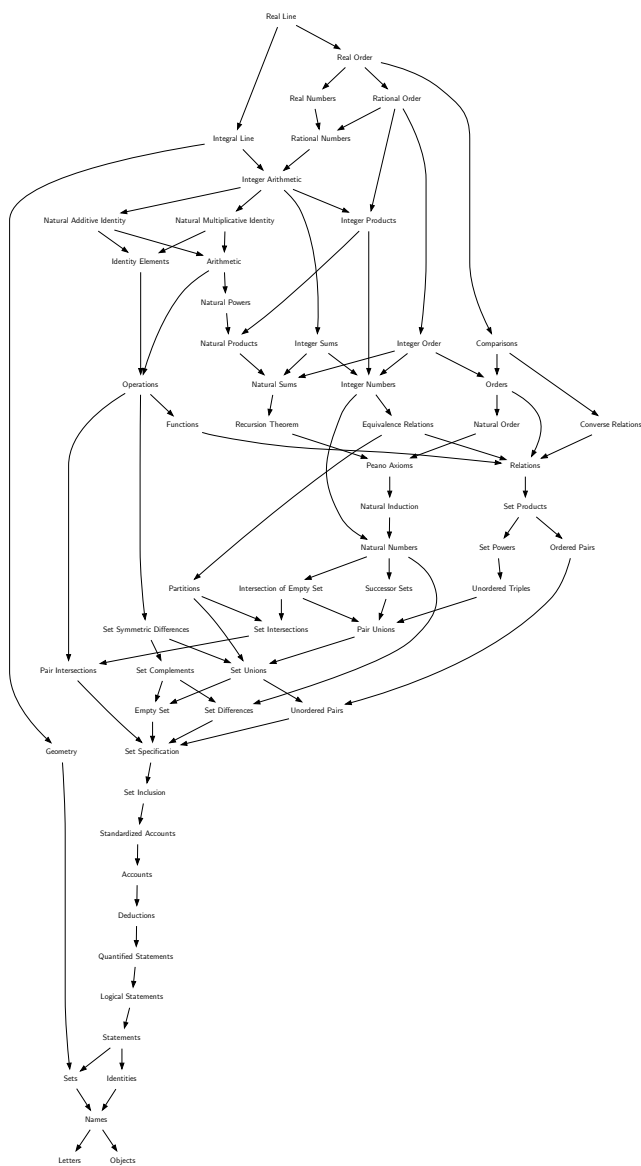 Real Line
Real Order
Real Numbers
Rational Order
Integral Line
Rational Numbers
Integer Arithmetic
Natural Additive Identity
Natural Multiplicative Identity
Integer Products
Identity Elements
Arithmetic
Natural Powers
Natural Products
Integer Sums
Integer Order
Comparisons
Operations
Natural Sums
Integer Numbers
Orders
Functions
Recursion Theorem
Equivalence Relations
Natural Order
Converse Relations
Peano Axioms
Relations
Natural Induction
Set Products
Natural Numbers
Set Powers
Ordered Pairs
Partitions
Intersection of Empty Set
Successor Sets
Unordered Triples
Set Symmetric Differences
Set Intersections
Pair Unions
Pair Intersections
Set Complements
Set Unions
Empty Set
Set Differences
Unordered Pairs
Geometry
Set Specification
Set Inclusion
Standardized Accounts
Accounts
Deductions
Quantified Statements
Logical Statements
Statements
Sets
Identities
Names
Letters
Objects